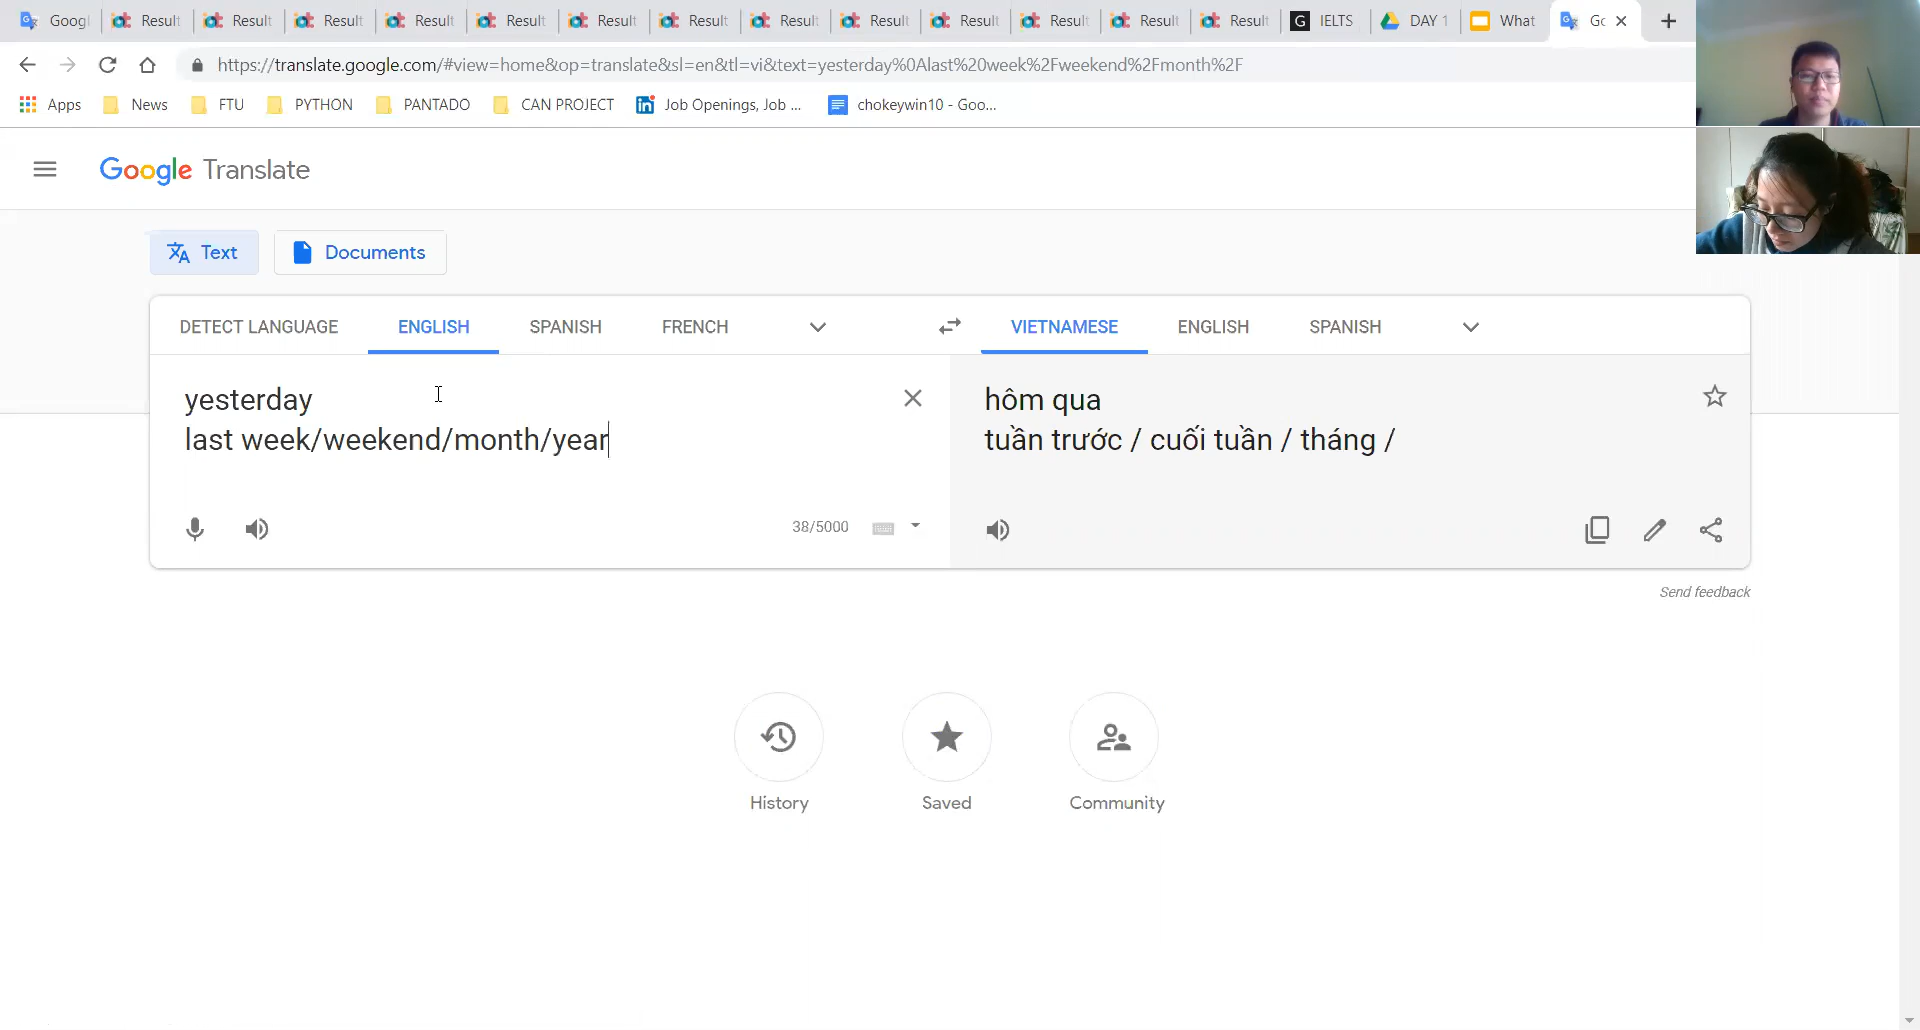 Googl
Result
Result
Result
Result
Result
Result
Result
Result
Result
Result
Result
Result
Result
IELTS
DAY 1
What
Go
https://translate.google.com/#view=home&op=translate&sl=en&tl=vi&text=yesterday%0Alast%20week%2Fweekend%2Fmonth%2F
Apps
News
FTU
PYTHON
PANTADO
CAN PROJECT
Job Openings, Job ...
chokeywin10 - Goo...
Google Translate
Text
Documents
DETECT LANGUAGE
ENGLISH
SPANISH
FRENCH
VIETNAMESE
ENGLISH
SPANISH
yesterday
last week/weekend/month/year
38/5000
hôm qua
tuần trước / cuối tuần / tháng /
Send feedback
History
Saved
Community